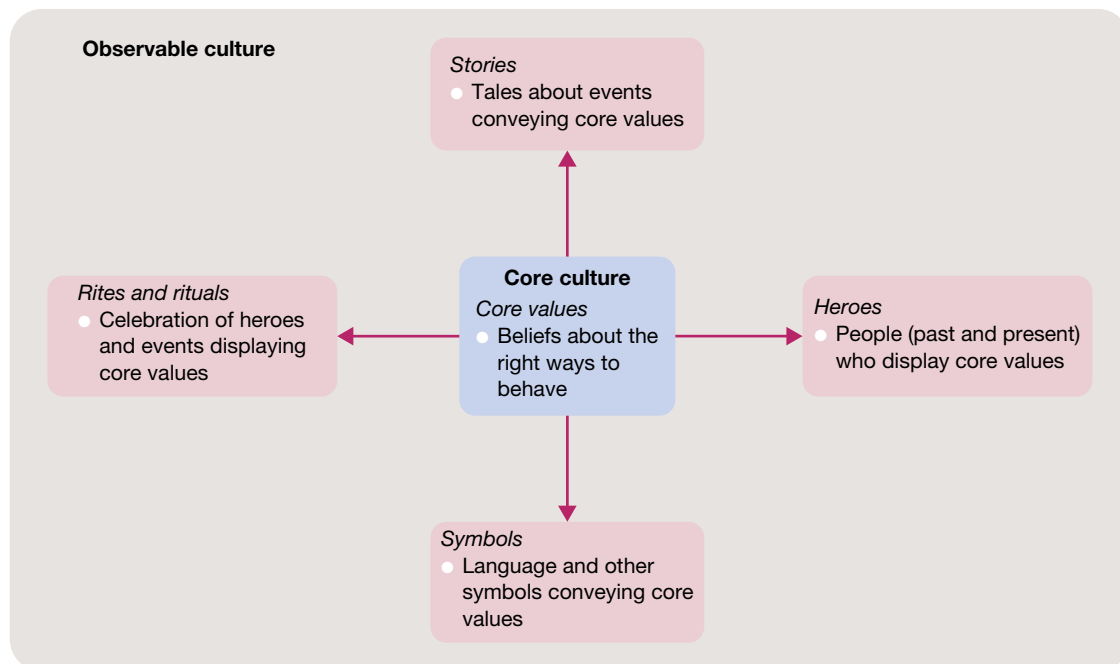 Observable culture
Stories
Tales about events
conveying core values
Rites and rituals
Celebration of heroes
and events displaying
core values
Core culture
Core values
Beliefs about the
right ways to
behave
Heroes
People (past and present)
who display core values
Symbols
Language and other
symbols conveying core
values